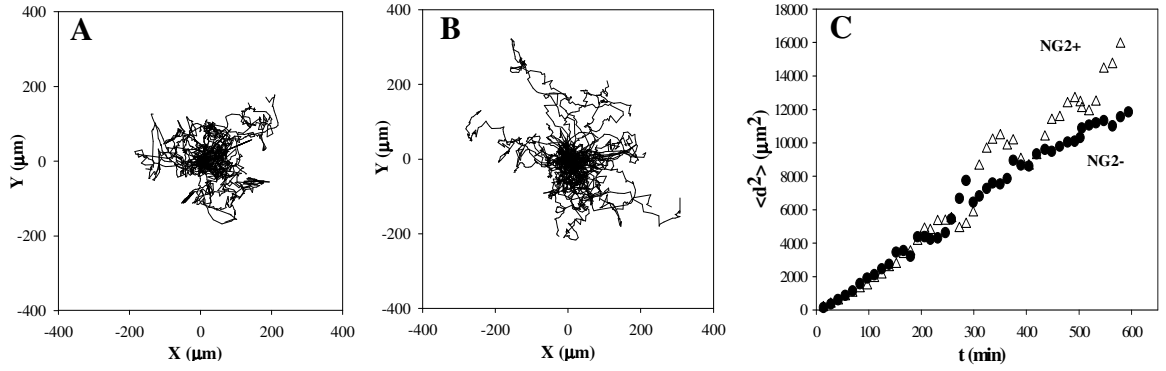 A
400
200
0
-200
-400
Y (μm)
-400 -200 0 200 400
X (μm)
B
400
200
0
-200
-400
Y (μm)
-400 -200 0 200 400
X (μm)
C
18000
16000
14000
12000
10000
8000
6000
4000
2000
0
<d²> (μm²)
NG2+
NG2-
0 100 200 300 400 500 600
t (min)